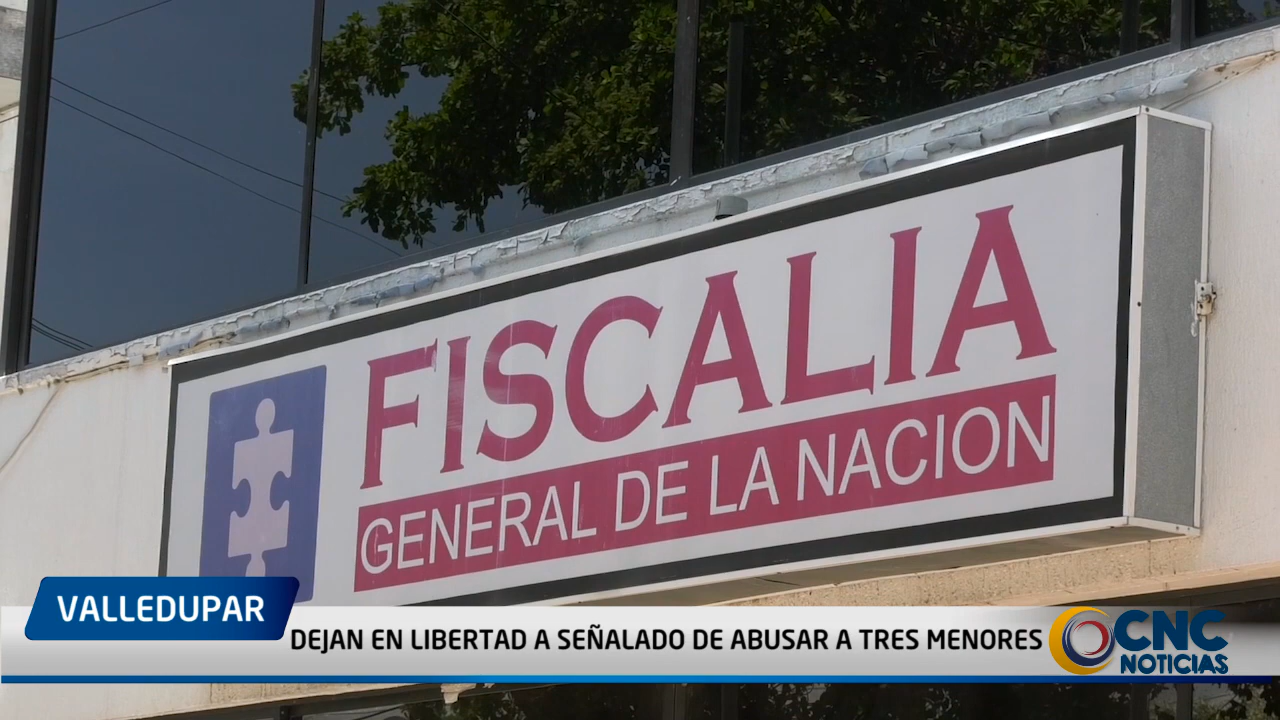 FISCALIA
GENERAL DE LA NACION
VALLEDUPAR
DEJAN EN LIBERTAD A SEÑALADO DE ABUSAR A TRES MENORES
CNC
NOTICIAS